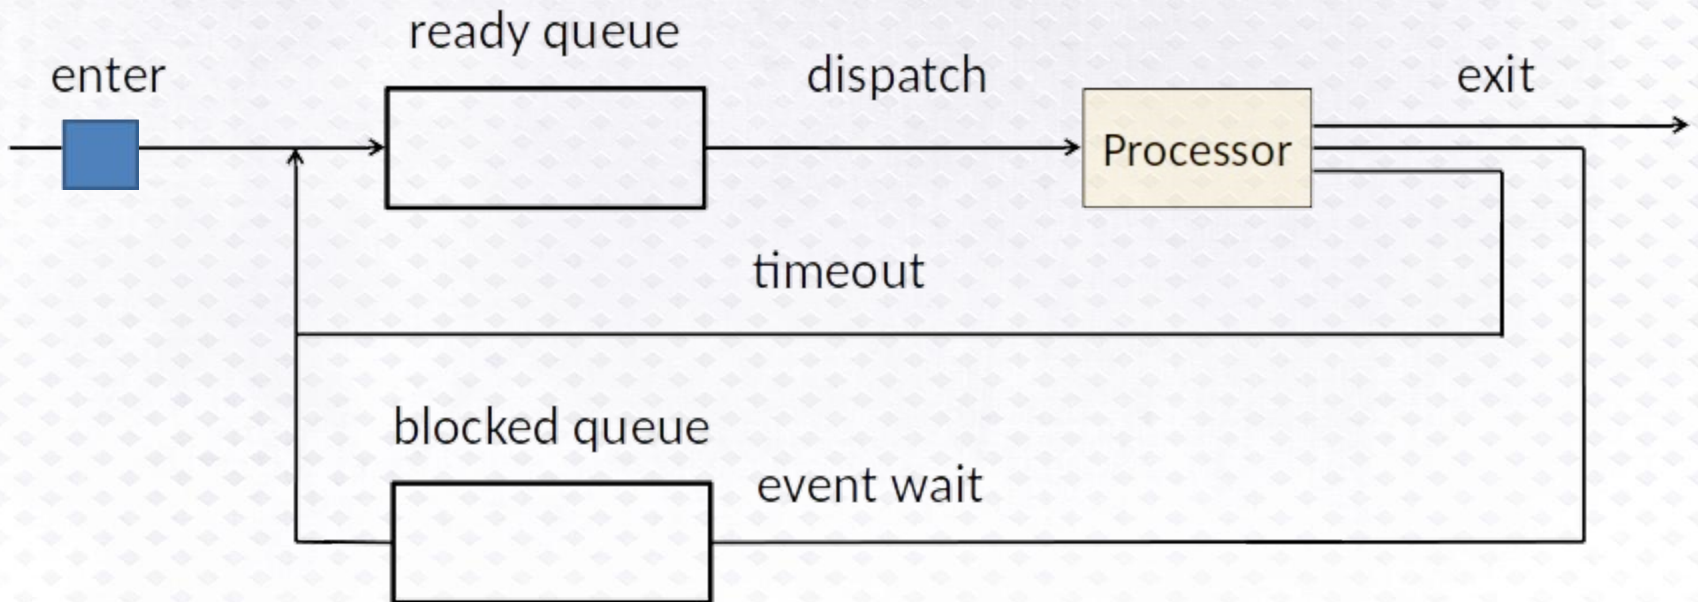 ready queue
enter
dispatch
exit
Processor
timeout
blocked queue
event wait